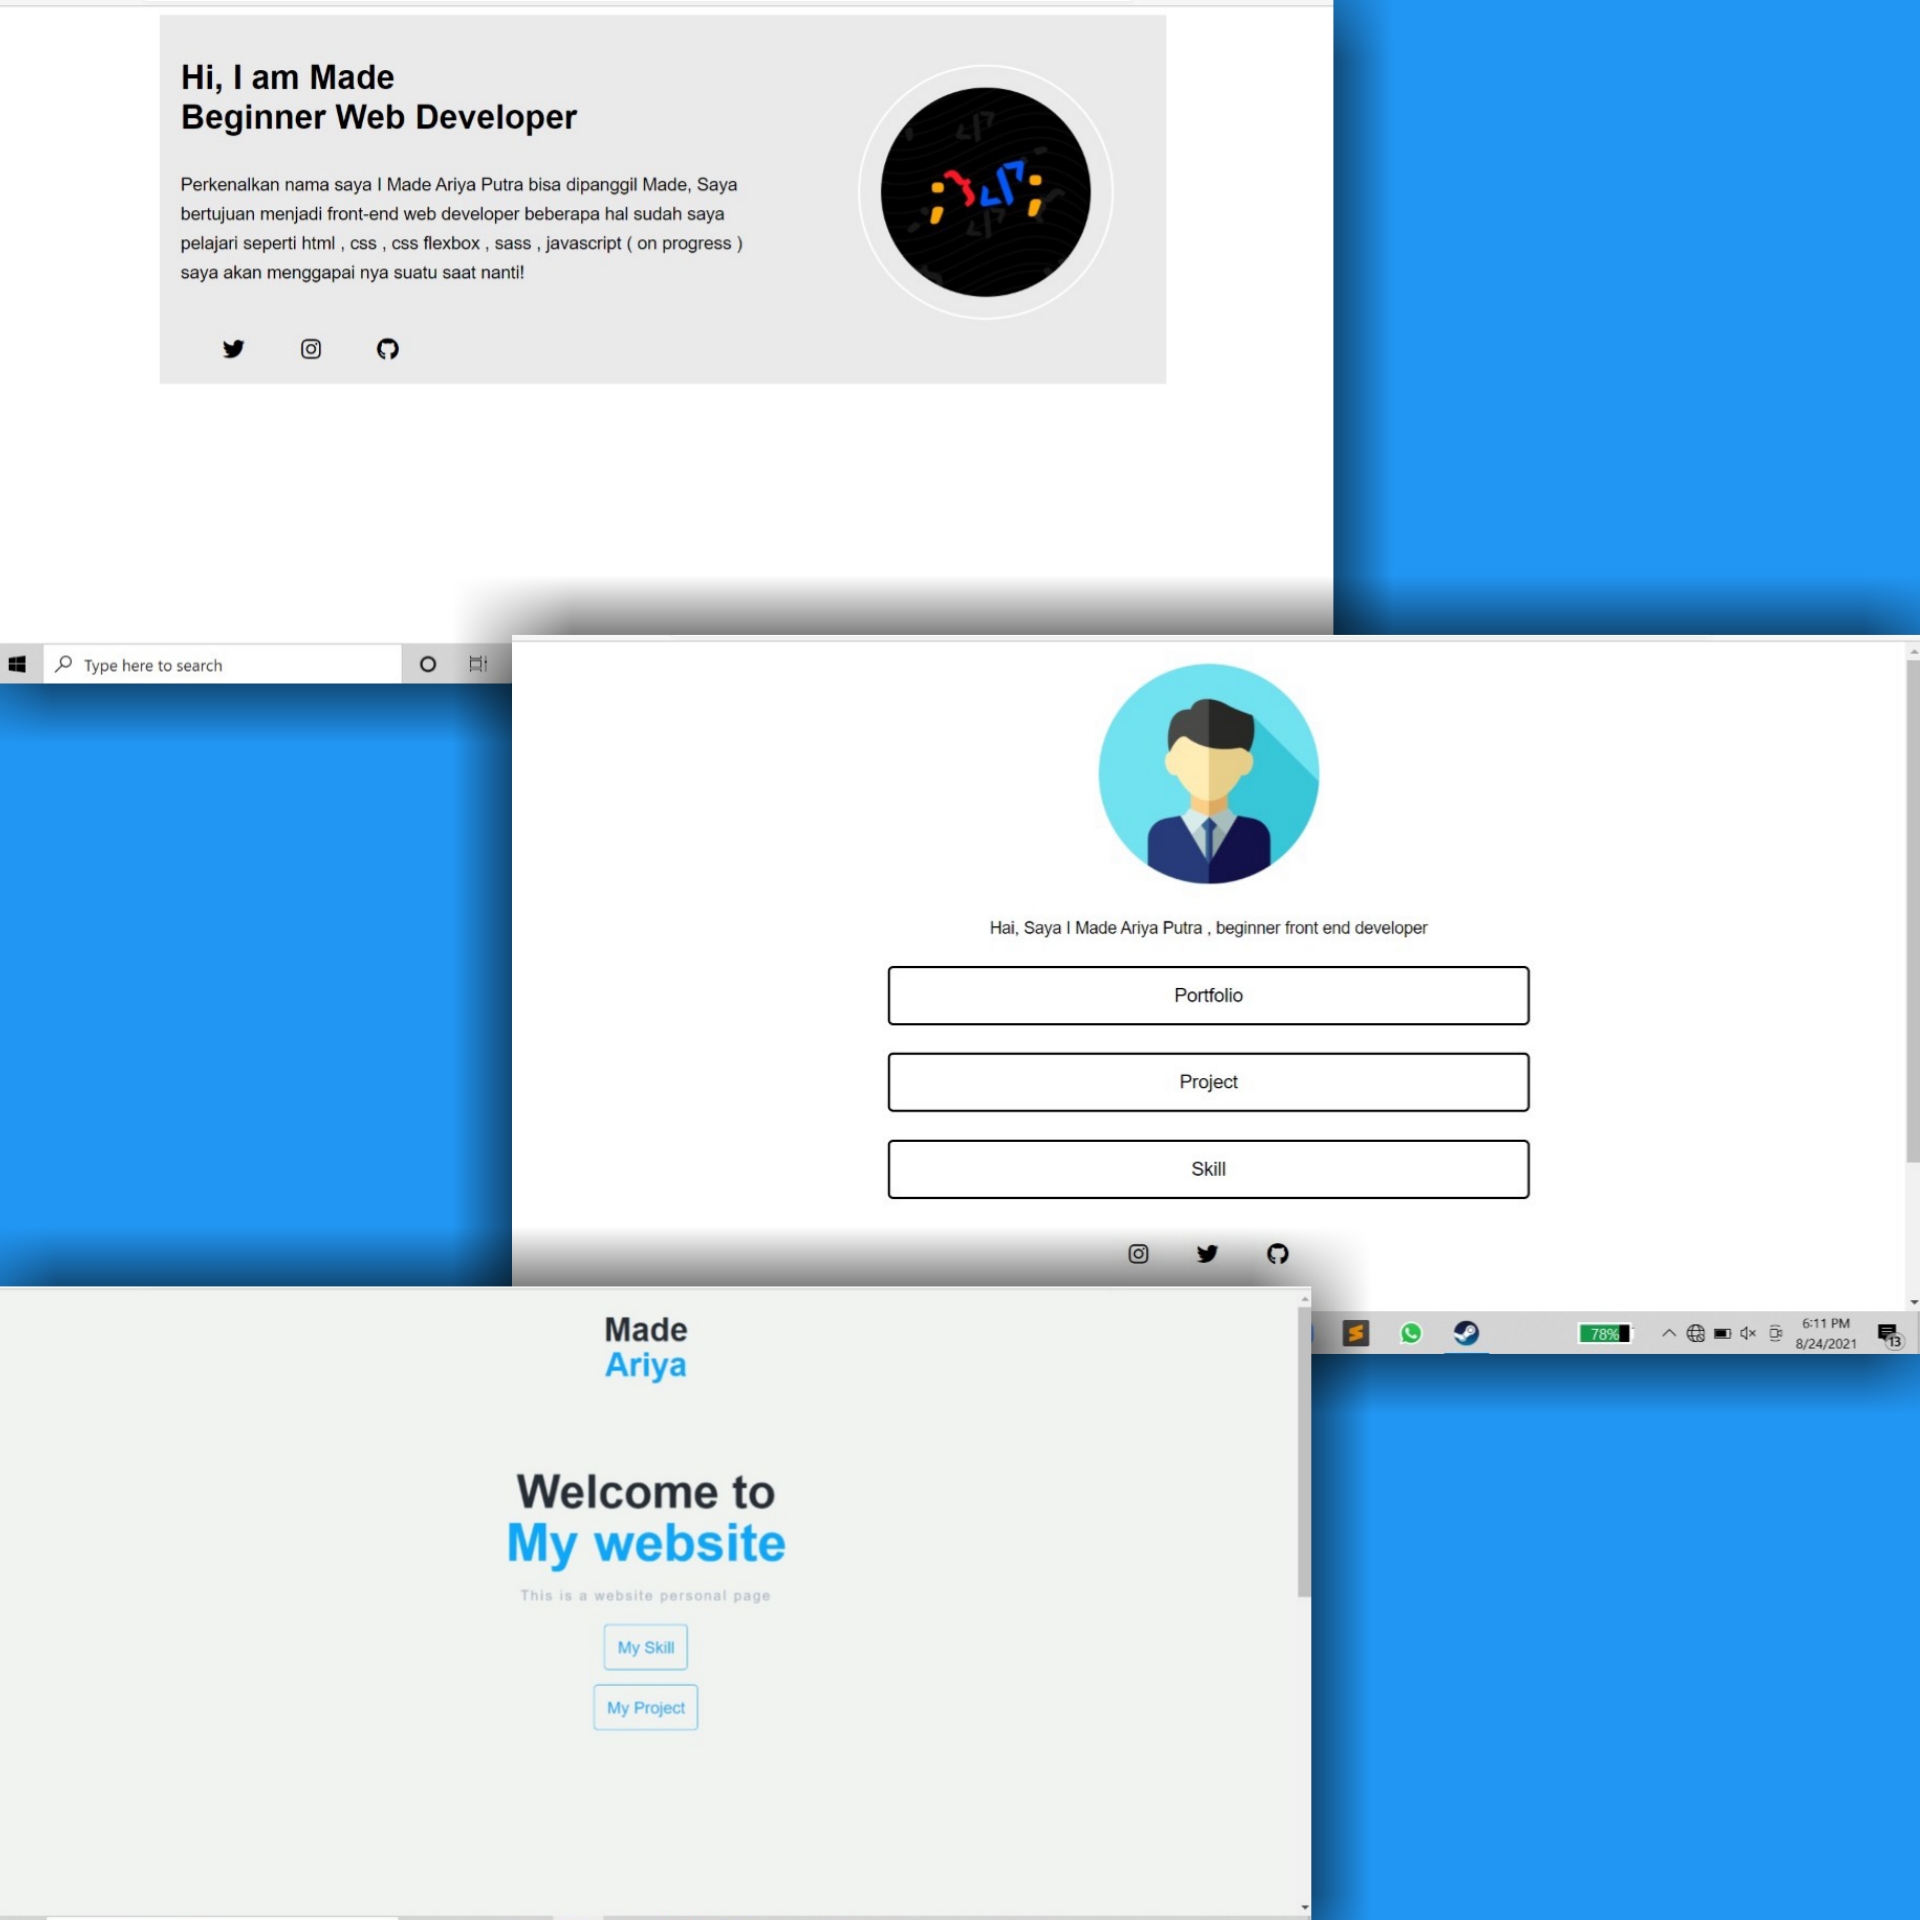 Hi, I am Made
Beginner Web Developer
Perkenalkan nama saya I Made Ariya Putra bisa dipanggil Made, Saya
bertujuan menjadi front-end web developer beberapa hal sudah saya
pelajari seperti html , css , css flexbox , sass , javascript ( on progress )
saya akan menggapai nya suatu saat nanti!
Type here to search
Hai, Saya I Made Ariya Putra , beginner front end developer
Portfolio
Project
Skill
78%
6:11 PM
8/24/2021
13
Made
Ariya
Welcome to
My website
This is a website personal page
My Skill
My Project